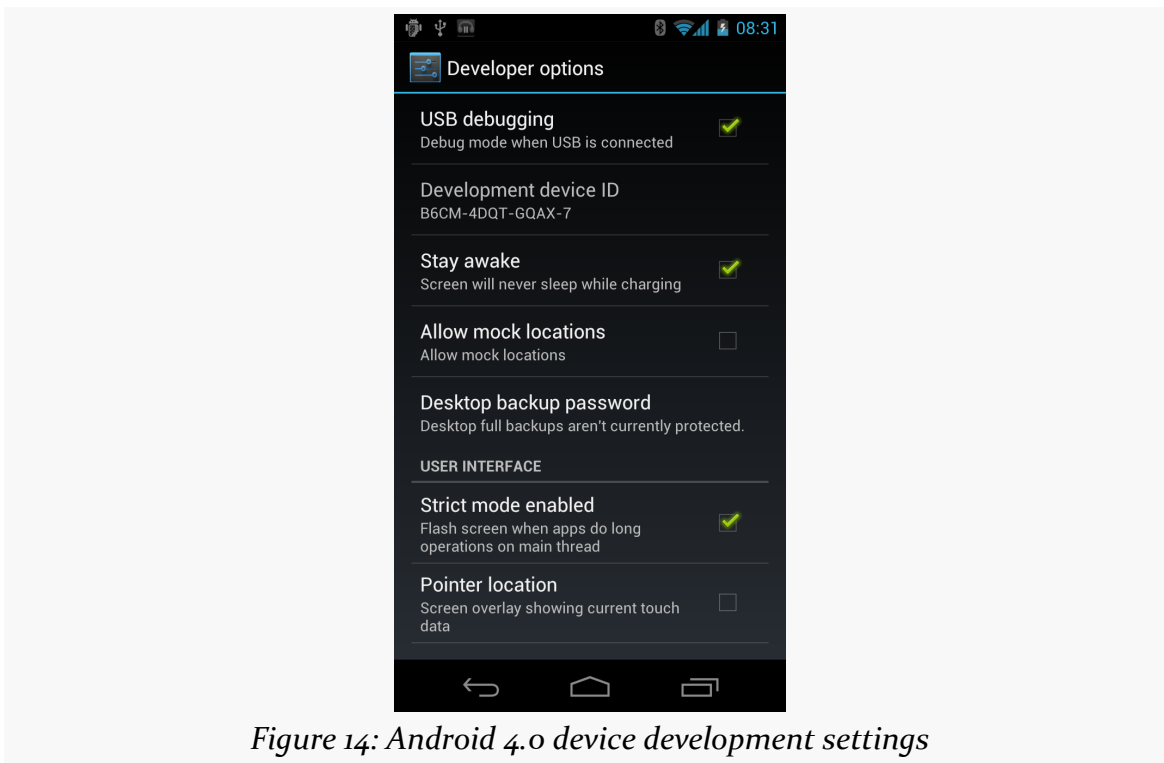 08:31
Developer options
USB debugging
Debug mode when USB is connected
Development device ID
B6CM-4DQT-GQAX-7
Stay awake
Screen will never sleep while charging
Allow mock locations
Allow mock locations
Desktop backup password
Desktop full backups aren't currently protected.
USER INTERFACE
Strict mode enabled
Flash screen when apps do long
operations on main thread
Pointer location
Screen overlay showing current touch
data
Figure 14: Android 4.0 device development settings